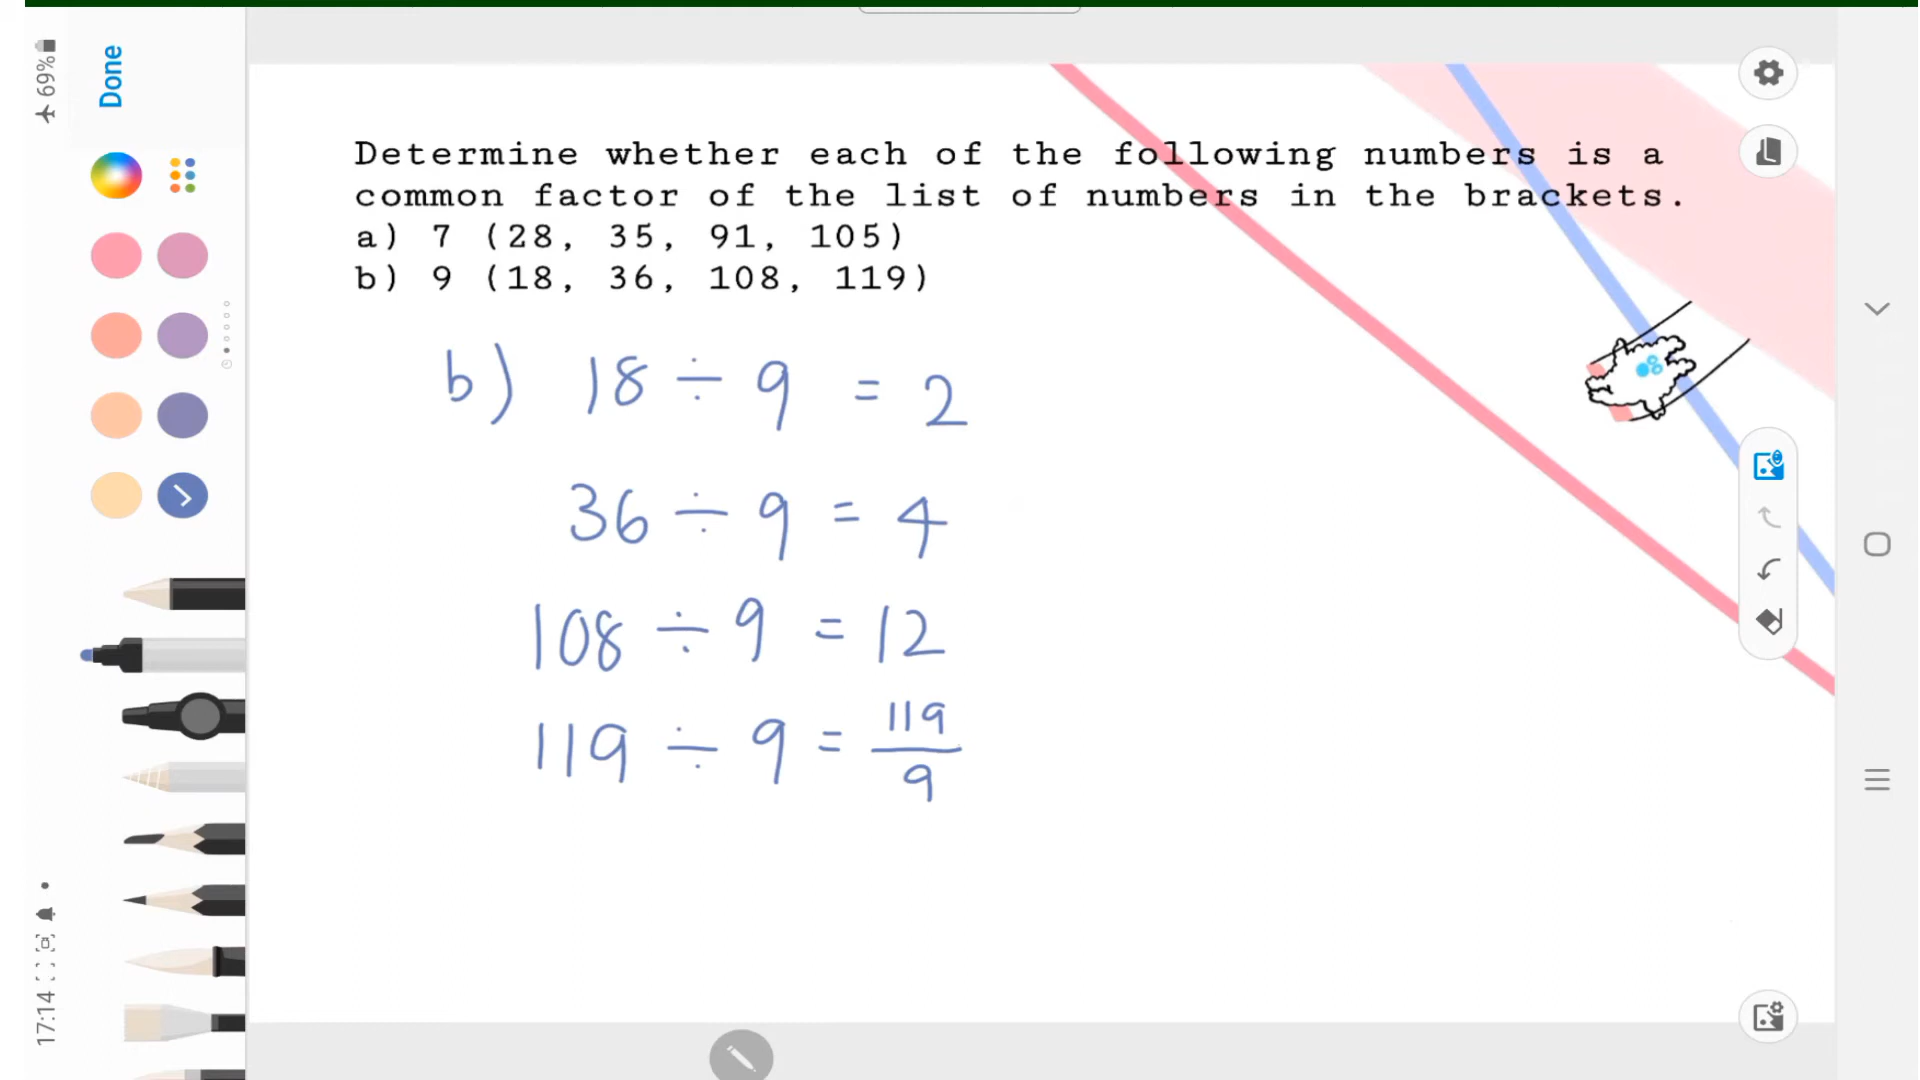 69%
Done
Determine whether each of the following numbers is a
common factor of the list of numbers in the brackets.
a) 7 (28, 35, 91, 105)
b) 9 (18, 36, 108, 119)
b) 18 ÷ 9 = 2
36 ÷ 9 = 4
108 ÷ 9 = 12
119 ÷ 9 = 119/9
17:14